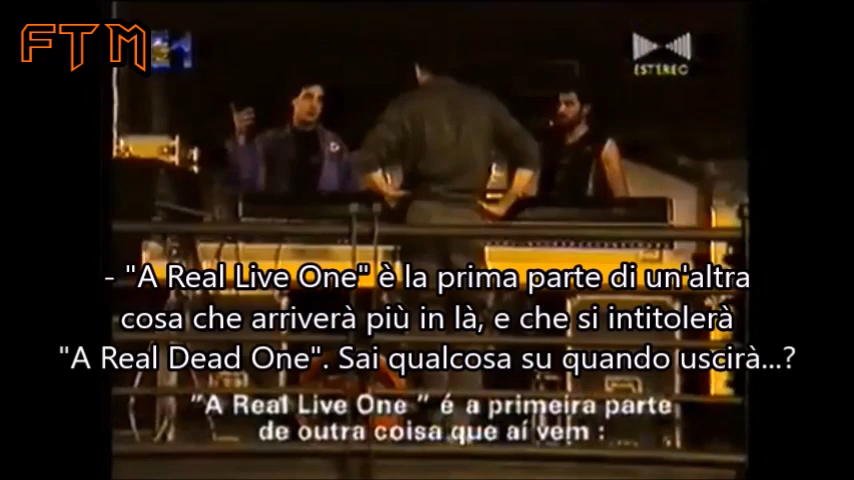 FTM
ESTEREO
- "A Real Live One" è la prima parte di un'altra
cosa che arriverà più in là, e che si intitolerà
"A Real Dead One". Sai qualcosa su quando uscirà...?
"A Real Live One " é a primeira parte
de outra coisa que aí vem :